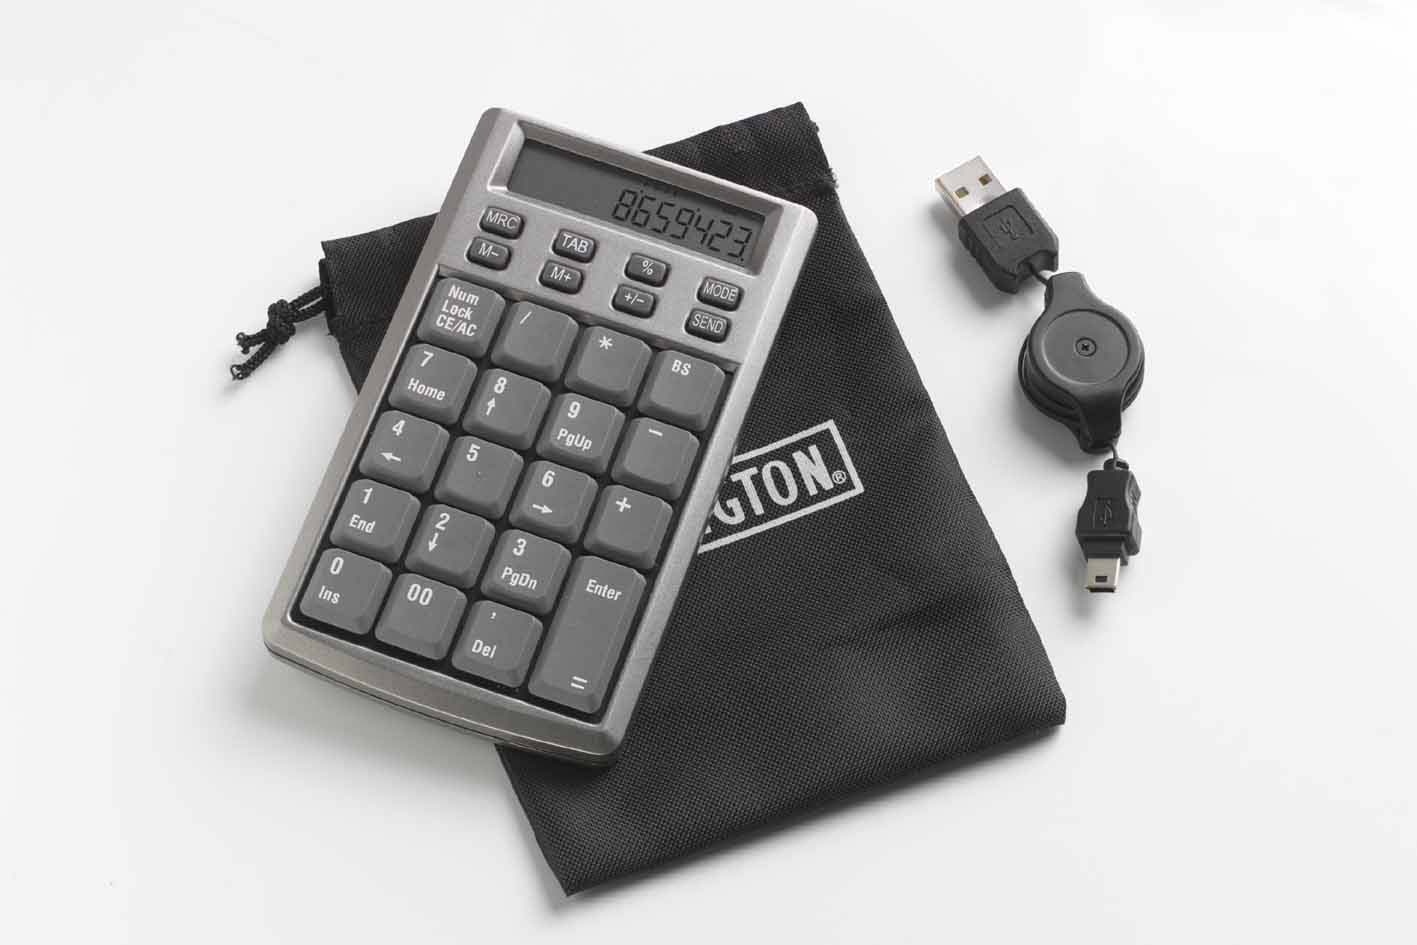 8659423.
MRC
TAB
%
MODE
M−
M+
+/−
SEND
Num
Lock
CE/AC
/
*
BS
7
Home
8
↑
9
PgUp
−
4
←
5
6
→
+
1
End
2
↓
3
PgDn
Enter
=
0
Ins
00
,
Del
GTON®